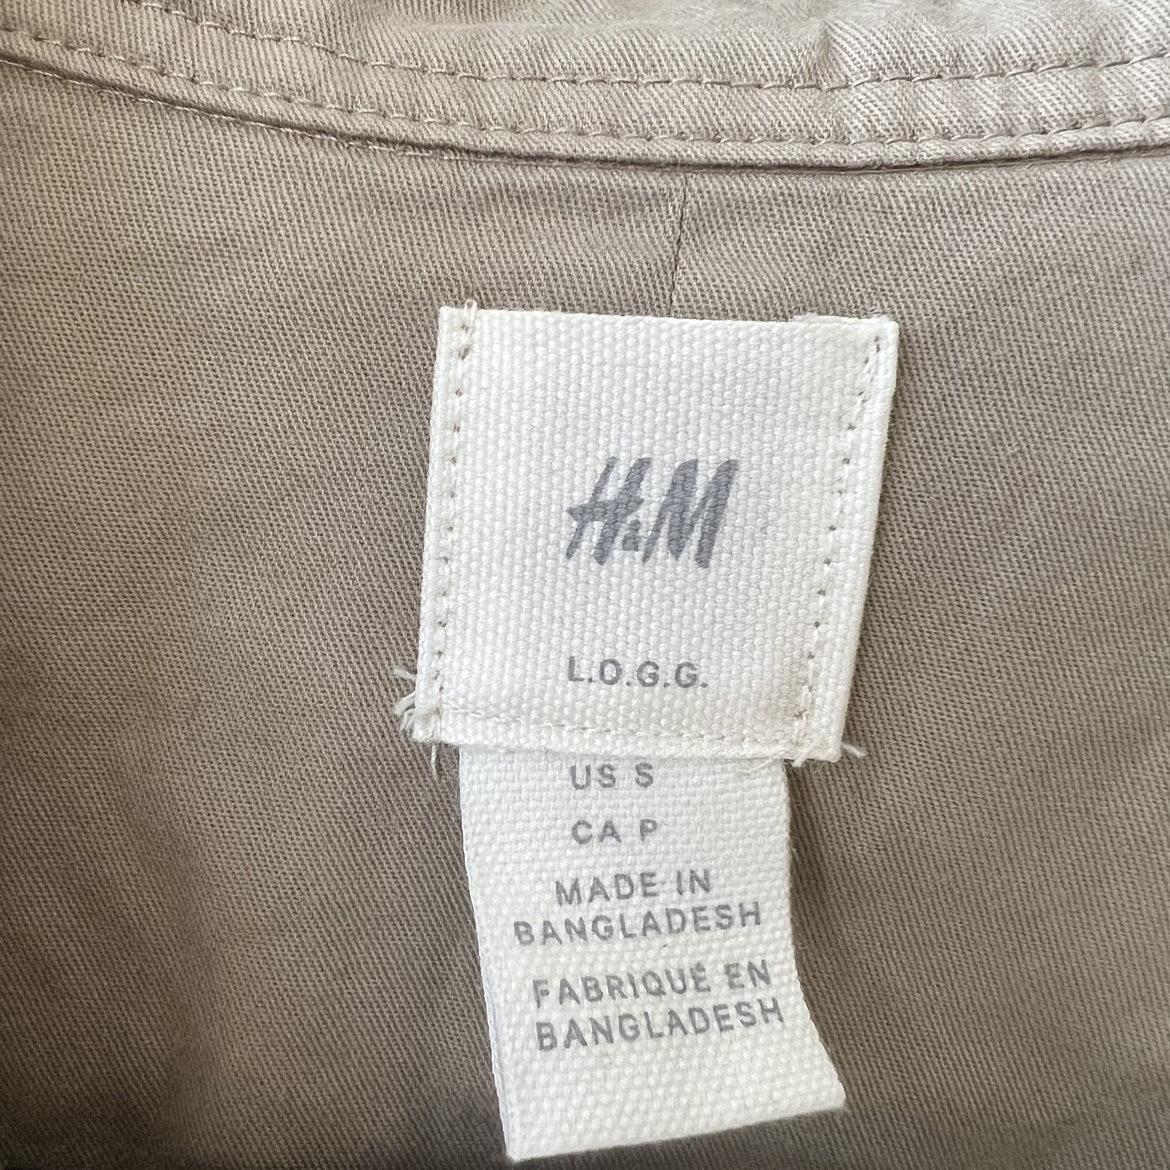 H&M
L.O.G.G.
US S
CA P
MADE IN
BANGLADESH
FABRIQUÉ EN
BANGLADESH